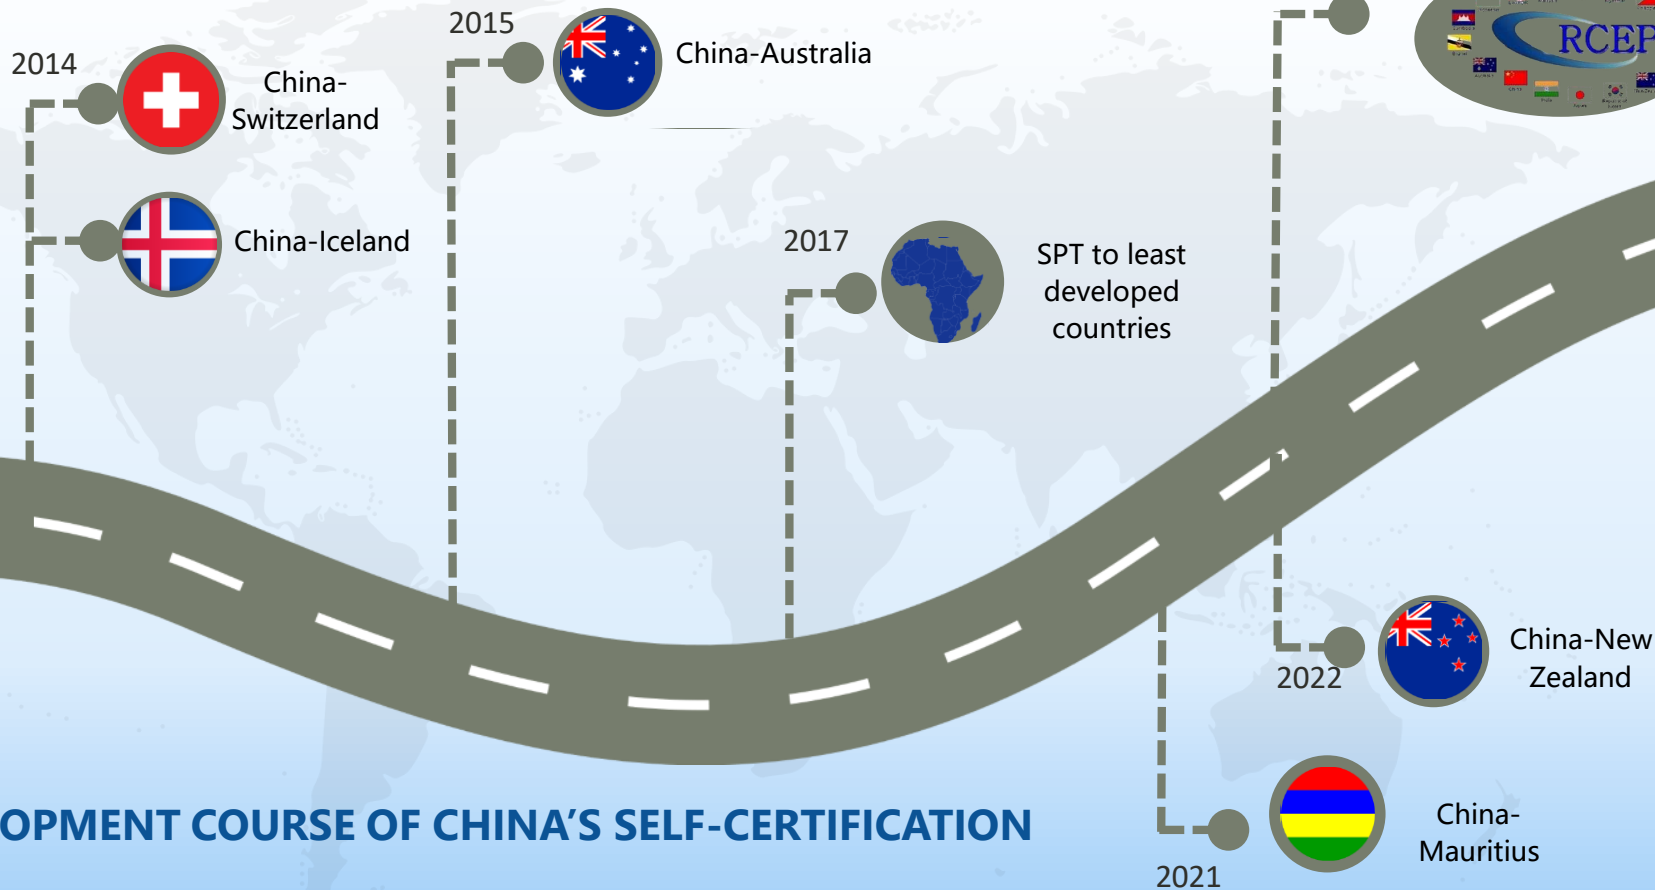 2014
China-
Switzerland
China-Iceland
2015
China-Australia
2017
SPT to least
developed
countries
RCEP
2022
China-New
Zealand
2021
China-
Mauritius
OPMENT COURSE OF CHINA’S SELF-CERTIFICATION